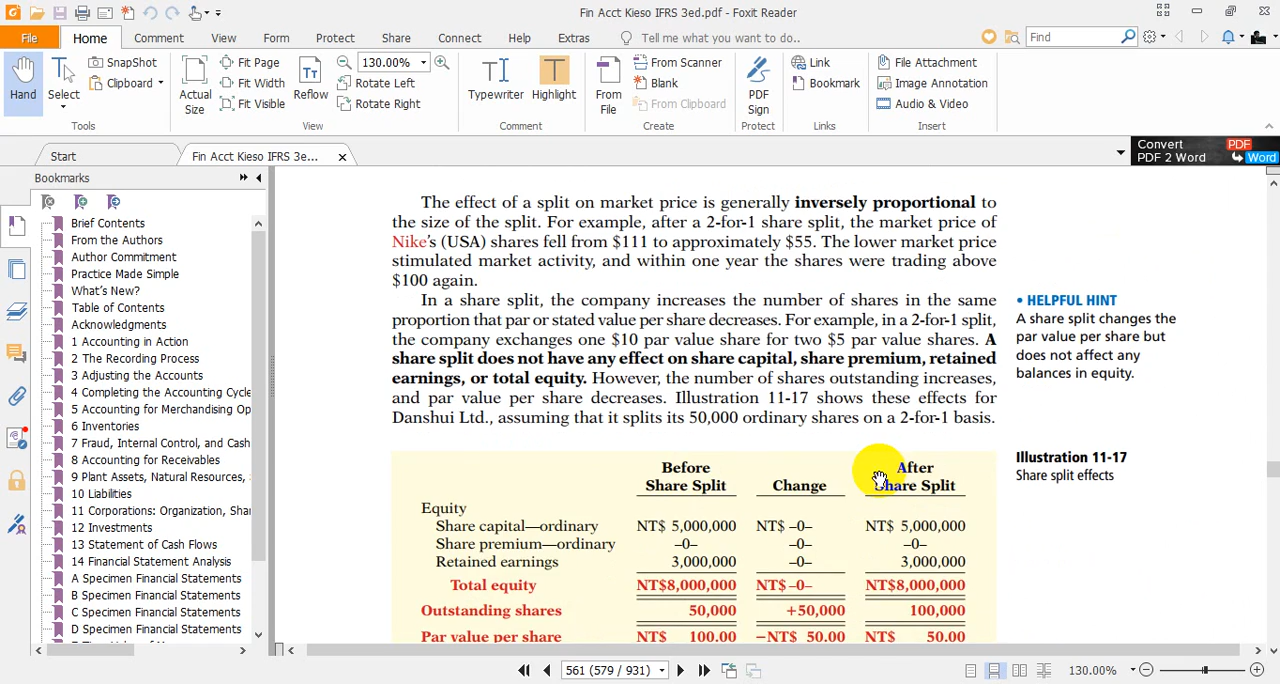 Fin Acct Kieso IFRS 3ed.pdf - Foxit Reader
File Home Comment View Form Protect Share Connect Help Extras Tell me what you want to do.. Find
Hand
Select
SnapShot
Clipboard
Tools
Actual Size
Fit Page
Fit Width
Fit Visible
Reflow
130.00%
Rotate Left
Rotate Right
View
Typewriter
Highlight
Comment
From File
From Scanner
Blank
From Clipboard
Create
PDF Sign
Protect
Link
Bookmark
Links
File Attachment
Image Annotation
Audio & Video
Insert
Start
Fin Acct Kieso IFRS 3e...
Convert PDF
PDF 2 Word Word
Bookmarks
Brief Contents
From the Authors
Author Commitment
Practice Made Simple
What's New?
Table of Contents
Acknowledgments
1 Accounting in Action
2 The Recording Process
3 Adjusting the Accounts
4 Completing the Accounting Cycle
5 Accounting for Merchandising Op
6 Inventories
7 Fraud, Internal Control, and Cash
8 Accounting for Receivables
9 Plant Assets, Natural Resources,
10 Liabilities
11 Corporations: Organization, Sha
12 Investments
13 Statement of Cash Flows
14 Financial Statement Analysis
A Specimen Financial Statements
B Specimen Financial Statements
C Specimen Financial Statements
D Specimen Financial Statements
The effect of a split on market price is generally inversely proportional to
the size of the split. For example, after a 2-for-1 share split, the market price of
Nike's (USA) shares fell from $111 to approximately $55. The lower market price
stimulated market activity, and within one year the shares were trading above
$100 again.
In a share split, the company increases the number of shares in the same
proportion that par or stated value per share decreases. For example, in a 2-for-1 split,
the company exchanges one $10 par value share for two $5 par value shares. A
share split does not have any effect on share capital, share premium, retained
earnings, or total equity. However, the number of shares outstanding increases,
and par value per share decreases. Illustration 11-17 shows these effects for
Danshui Ltd., assuming that it splits its 50,000 ordinary shares on a 2-for-1 basis.
• HELPFUL HINT
A share split changes the
par value per share but
does not affect any
balances in equity.
Illustration 11-17
Share split effects
Before After
Share Split Change Share Split
Equity
Share capital—ordinary NT$ 5,000,000 NT$ –0– NT$ 5,000,000
Share premium—ordinary –0– –0– –0–
Retained earnings 3,000,000 –0– 3,000,000
Total equity NT$8,000,000 NT$–0– NT$8,000,000
Outstanding shares 50,000 +50,000 100,000
Par value per share NT$ 100.00 −NT$ 50.00 NT$ 50.00
561 (579 / 931)
130.00%